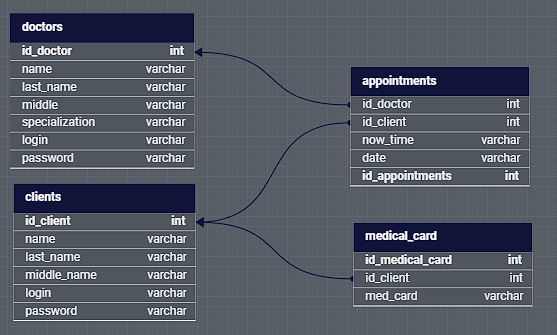 doctors
id_doctor int
name varchar
last_name varchar
middle varchar
specialization varchar
login varchar
password varchar
clients
id_client int
name varchar
last_name varchar
middle_name varchar
login varchar
password varchar
appointments
id_doctor int
id_client int
now_time varchar
date varchar
id_appointments int
medical_card
id_medical_card int
id_client int
med_card varchar